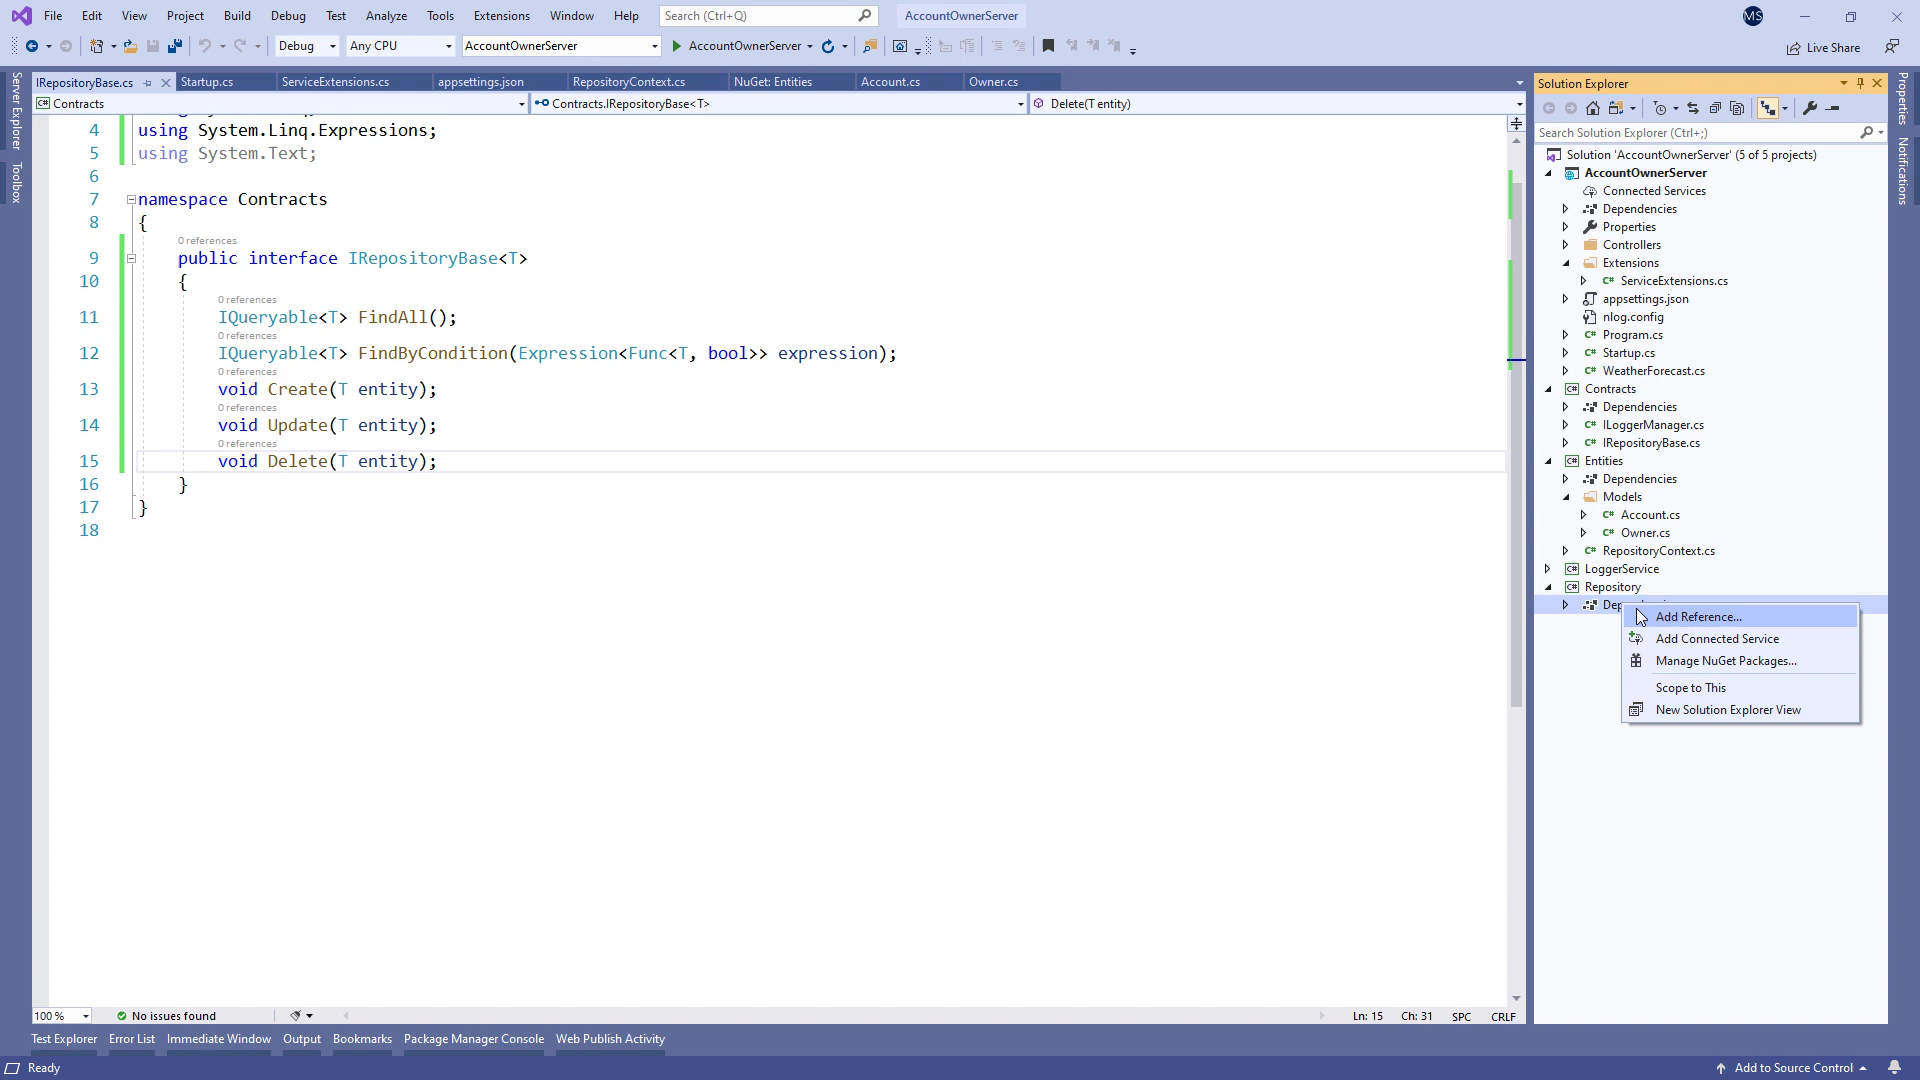 File Edit View Project Build Debug Test Analyze Tools Extensions Window Help Search (Ctrl+Q) AccountOwnerServer MS
Debug Any CPU AccountOwnerServer AccountOwnerServer Live Share
Server Explorer
Toolbox
IRepositoryBase.cs Startup.cs ServiceExtensions.cs appsettings.json RepositoryContext.cs NuGet: Entities Account.cs Owner.cs
Contracts Contracts.IRepositoryBase<T> Delete(T entity)
4 using System.Linq.Expressions;
5 using System.Text;
6
7 namespace Contracts
8 {
0 references
9 public interface IRepositoryBase<T>
10 {
0 references
11 IQueryable<T> FindAll();
0 references
12 IQueryable<T> FindByCondition(Expression<Func<T, bool>> expression);
0 references
13 void Create(T entity);
0 references
14 void Update(T entity);
0 references
15 void Delete(T entity);
16 }
17 }
18
100 % No issues found Ln: 15 Ch: 31 SPC CRLF
Solution Explorer
Search Solution Explorer (Ctrl+;)
Solution 'AccountOwnerServer' (5 of 5 projects)
AccountOwnerServer
Connected Services
Dependencies
Properties
Controllers
Extensions
C# ServiceExtensions.cs
appsettings.json
nlog.config
C# Program.cs
C# Startup.cs
C# WeatherForecast.cs
C# Contracts
Dependencies
C# ILoggerManager.cs
C# IRepositoryBase.cs
C# Entities
Dependencies
Models
C# Account.cs
C# Owner.cs
C# RepositoryContext.cs
C# LoggerService
C# Repository
Add Reference...
Add Connected Service
Manage NuGet Packages...
Scope to This
New Solution Explorer View
Properties
Notifications
Test Explorer Error List Immediate Window Output Bookmarks Package Manager Console Web Publish Activity
Ready Add to Source Control